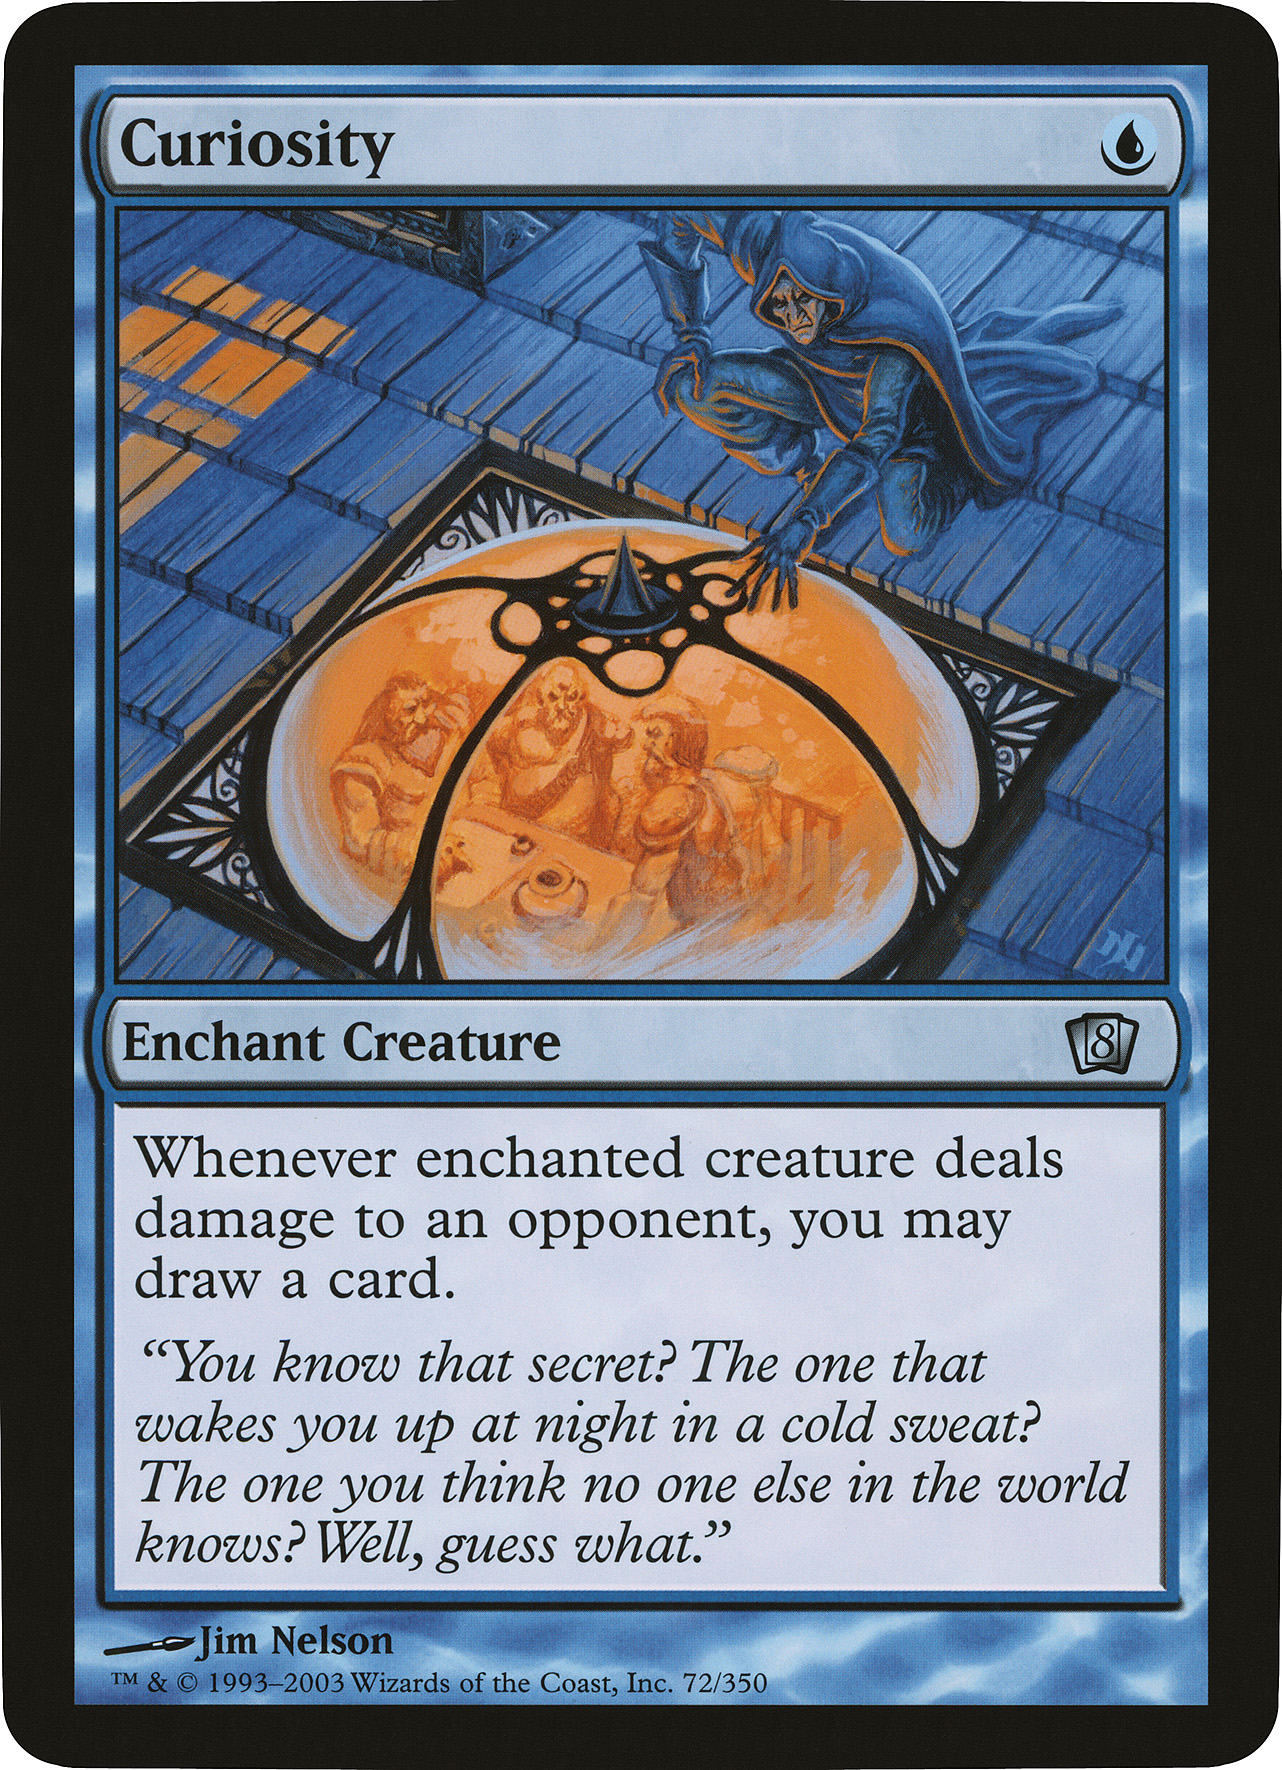 Curiosity
Enchant Creature
8
Whenever enchanted creature deals
damage to an opponent, you may
draw a card.
“You know that secret? The one that
wakes you up at night in a cold sweat?
The one you think no one else in the world
knows? Well, guess what.”
Jim Nelson
™ & © 1993–2003 Wizards of the Coast, Inc. 72/350